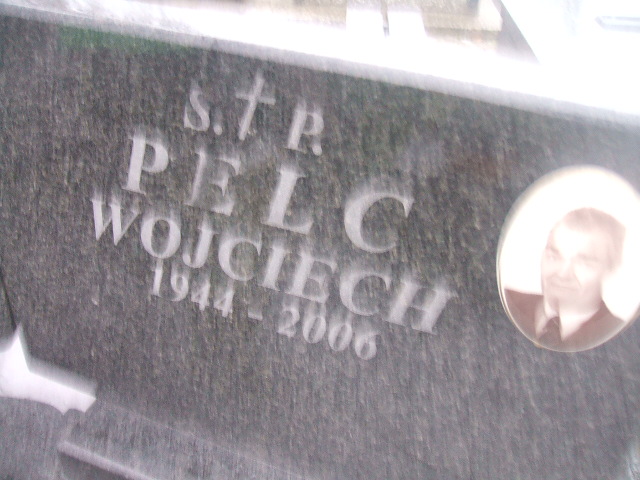 S. † P.
PELC
WOJCIECH
1944 - 2006